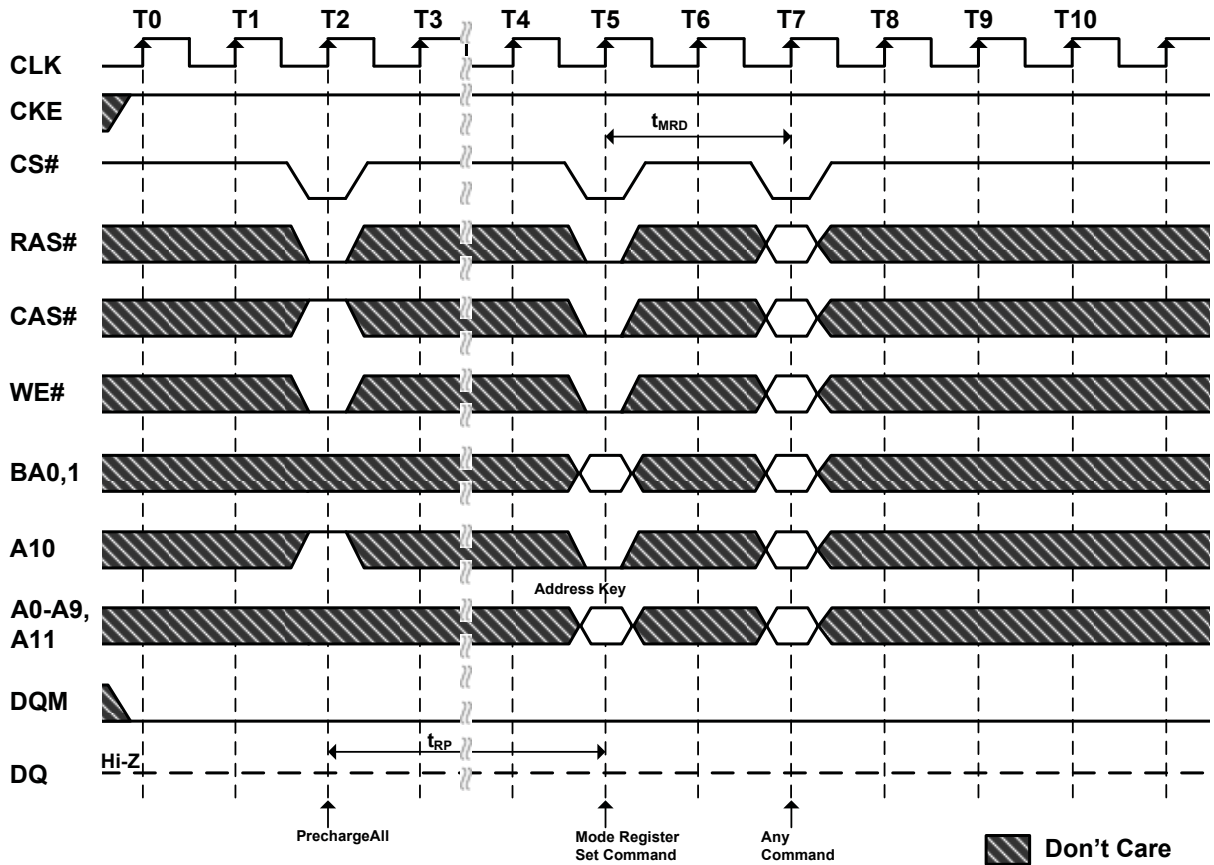 T0 T1 T2 T3 T4 T5 T6 T7 T8 T9 T10
CLK
CKE
tMRD
CS#
RAS#
CAS#
WE#
BA0,1
A10
Address Key
A0-A9,
A11
DQM
tRP
Hi-Z
DQ
PrechargeAll
Mode Register
Set Command
Any
Command
Don't Care